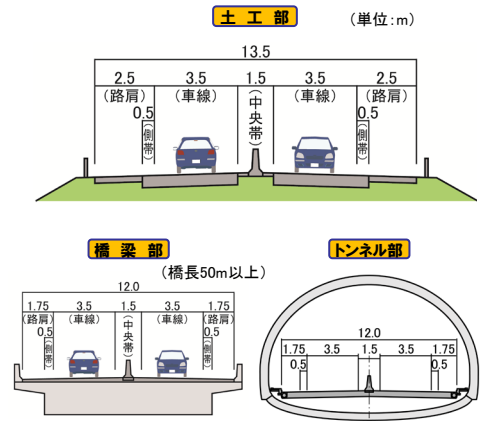 土工部
(単位:m)
13.5
2.5 3.5 1.5 3.5 2.5
(路肩) (車線) (中央帯) (車線) (路肩)
0.5 0.5
(側帯) (側帯)
橋梁部
(橋長50m以上)
12.0
1.75 3.5 1.5 3.5 1.75
(路肩) (車線) (中央帯) (車線) (路肩)
0.5 0.5
(側帯) (側帯)
トンネル部
12.0
1.75 3.5 1.5 3.5 1.75
0.5 0.5